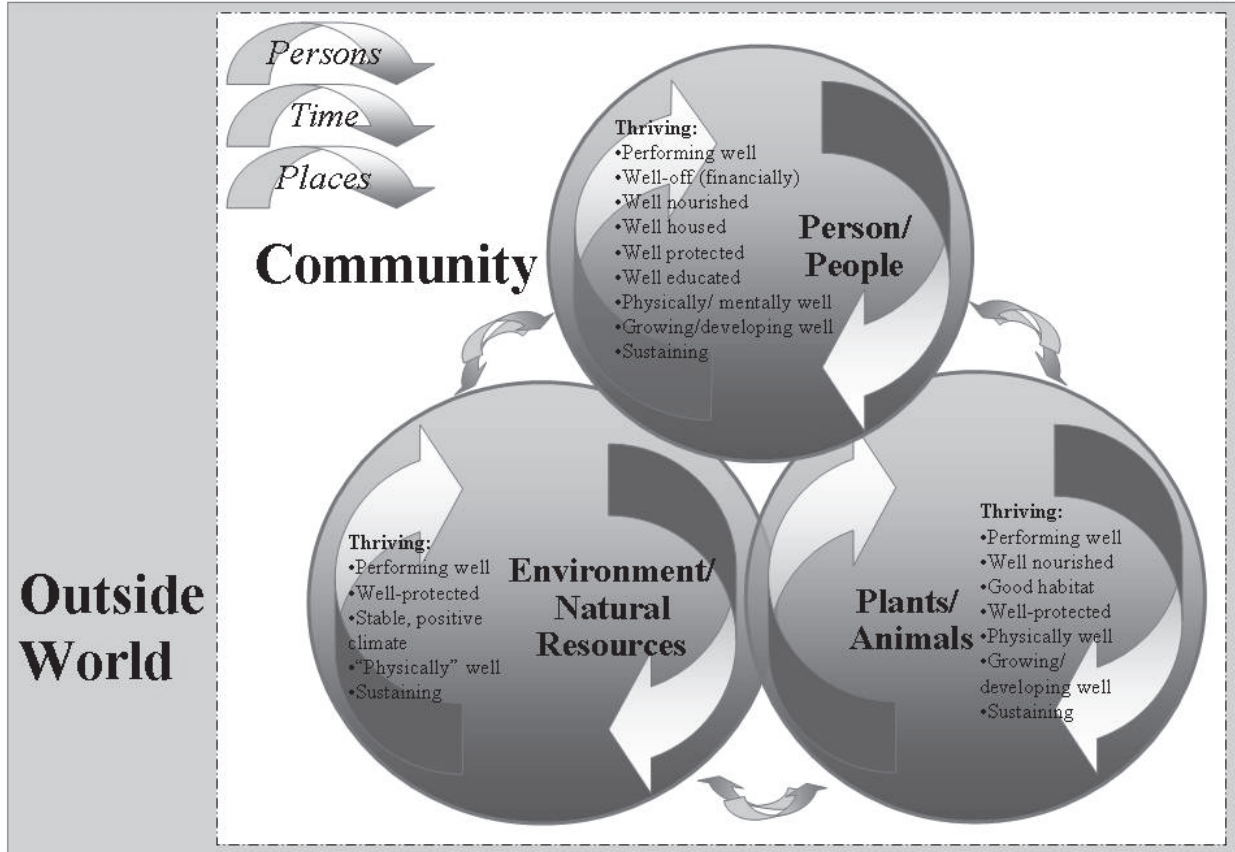 Persons
Time
Places
Community
Outside
World
Thriving:
•Performing well
•Well-off (financially)
•Well nourished
•Well housed
•Well protected
•Well educated
•Physically/ mentally well
•Growing/developing well
•Sustaining
Person/
People
Thriving:
•Performing well
•Well-protected
•Stable, positive
climate
•“Physically” well
•Sustaining
Environment/
Natural
Resources
Plants/
Animals
Thriving:
•Performing well
•Well nourished
•Good habitat
•Well-protected
•Physically well
•Growing/
developing well
•Sustaining